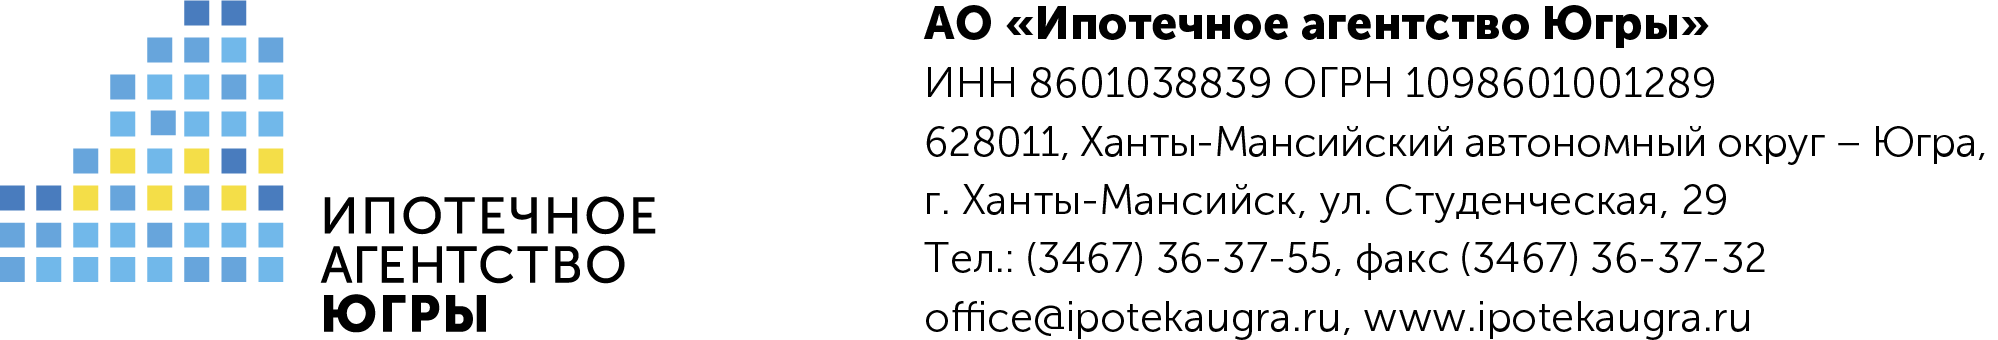 ИПОТЕЧНОЕ
АГЕНТСТВО
ЮГРЫ
АО «Ипотечное агентство Югры»
ИНН 8601038839 ОГРН 1098601001289
628011, Ханты-Мансийский автономный округ – Югра,
г. Ханты-Мансийск, ул. Студенческая, 29
Тел.: (3467) 36-37-55, факс (3467) 36-37-32
office@ipotekaugra.ru, www.ipotekaugra.ru